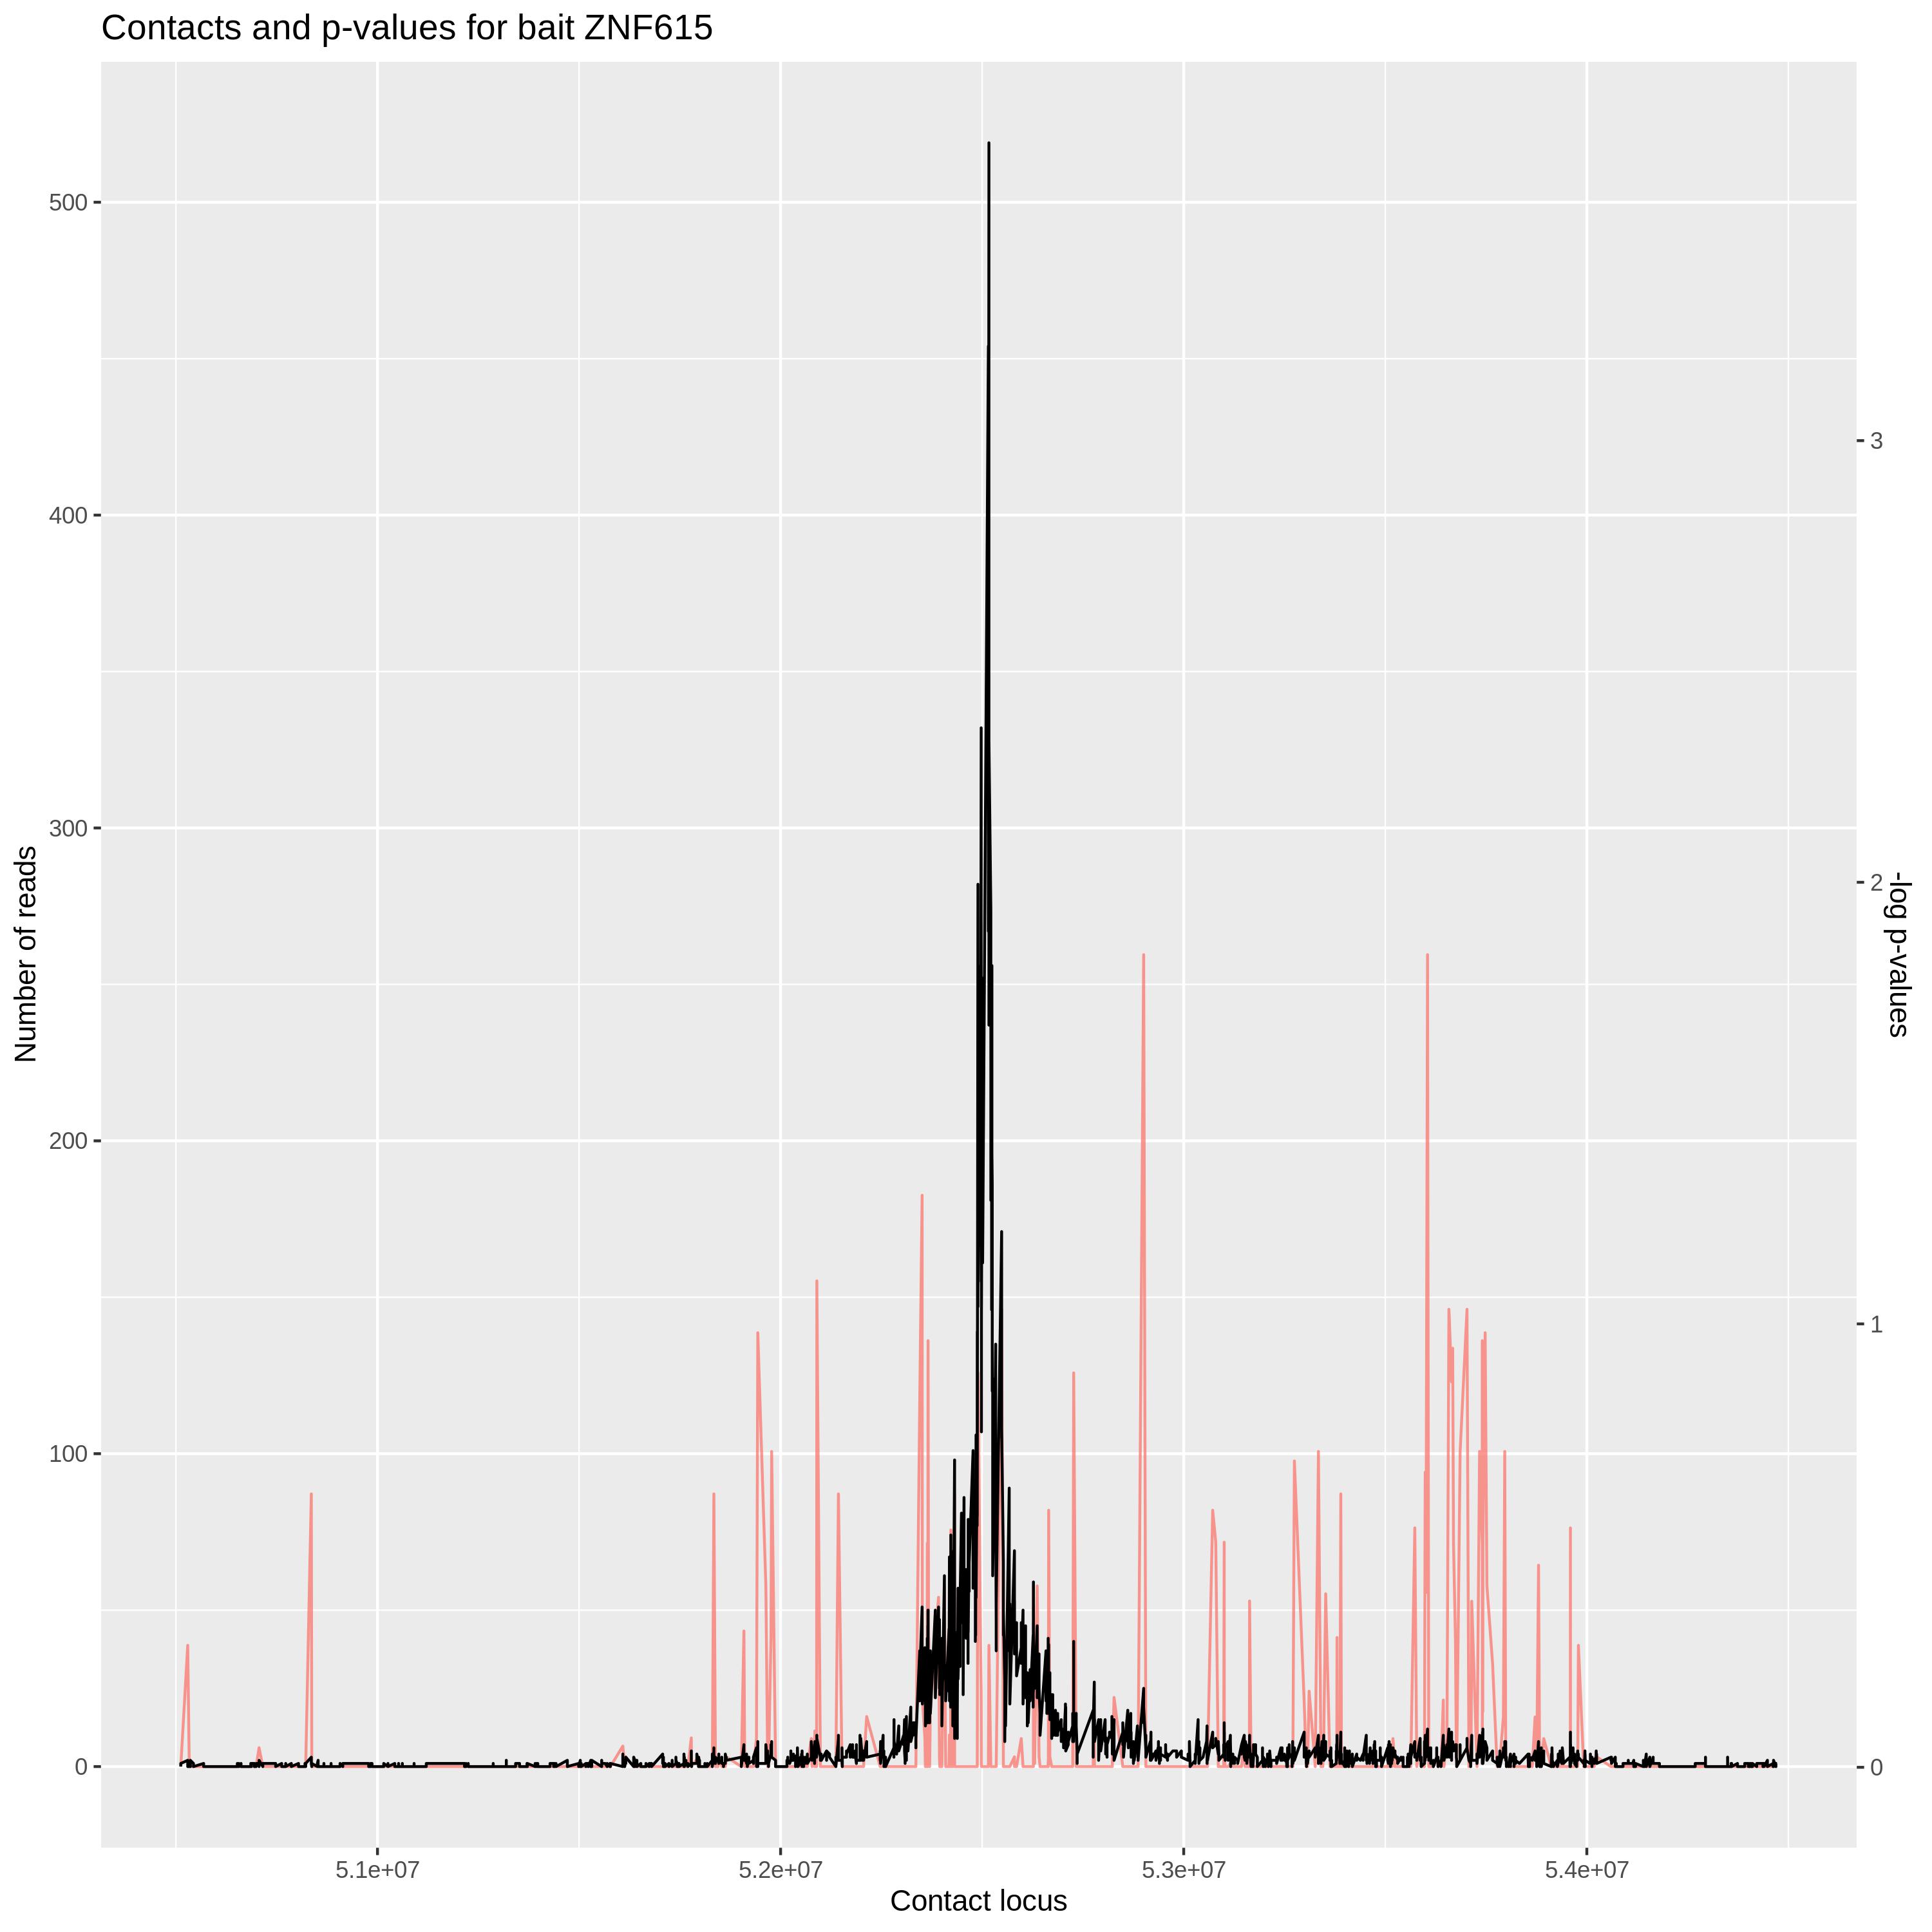 Contacts and p-values for bait ZNF615
500
400
300
200
100
0
Number of reads
3
2
1
0
-log p-values
5.1e+07
5.2e+07
5.3e+07
5.4e+07
Contact locus